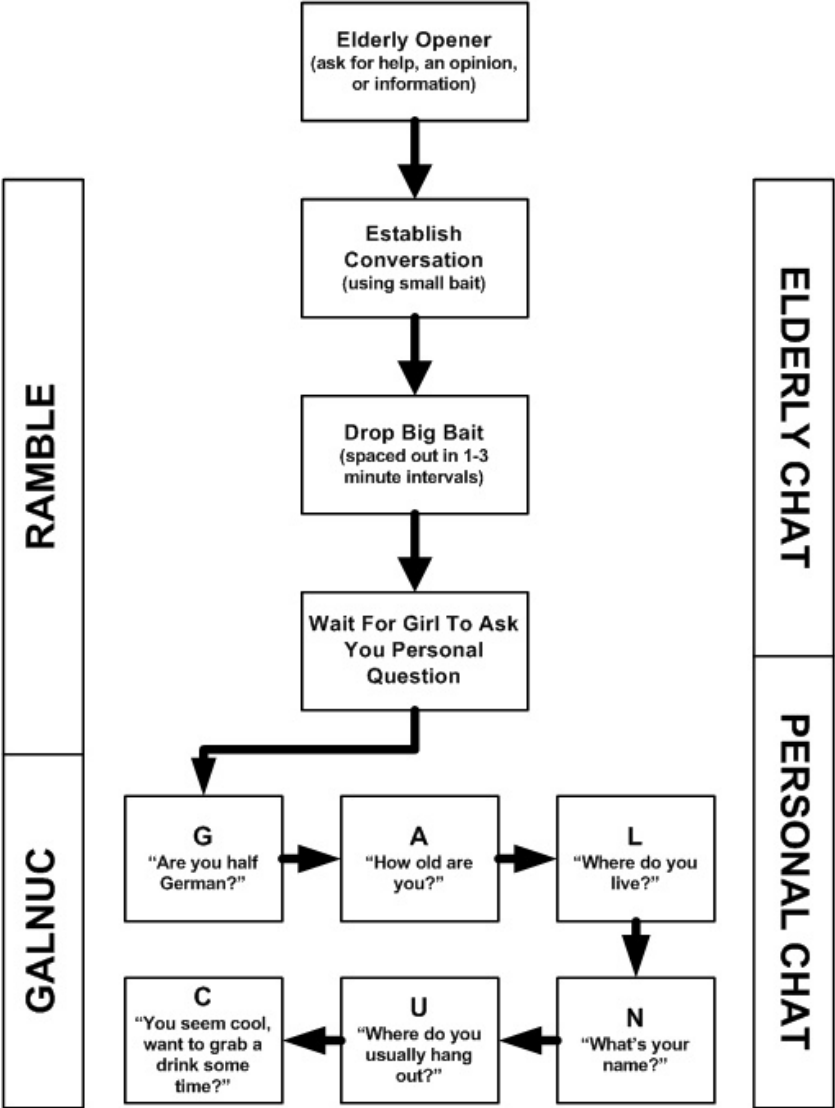 Elderly Opener
(ask for help, an opinion,
or information)
Establish
Conversation
(using small bait)
Drop Big Bait
(spaced out in 1-3
minute intervals)
Wait For Girl To Ask
You Personal
Question
RAMBLE
ELDERLY CHAT
G
“Are you half
German?”
A
“How old are
you?”
L
“Where do you
live?”
C
“You seem cool,
want to grab a
drink some
time?”
U
“Where do you
usually hang
out?”
N
“What’s your
name?”
GALNUC
PERSONAL CHAT